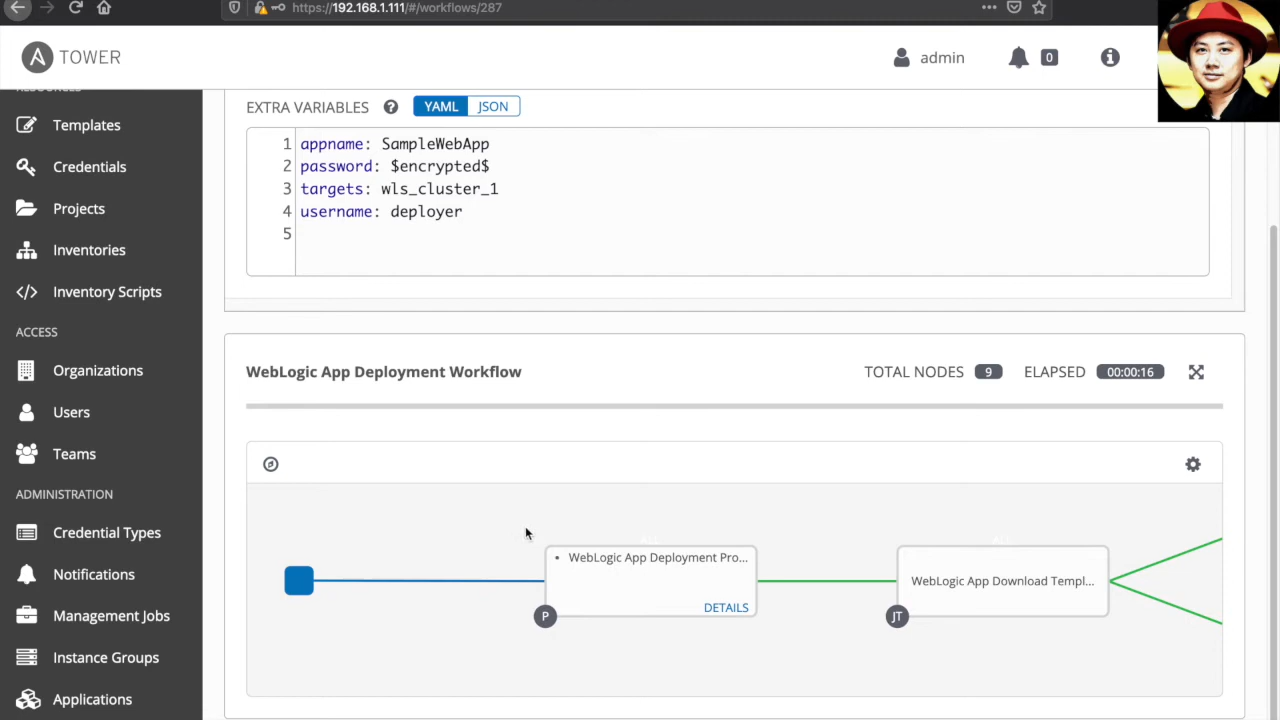 https://192.168.1.111/#/workflows/287
A TOWER
admin
0
RESOURCES
Templates
Credentials
Projects
Inventories
Inventory Scripts
ACCESS
Organizations
Users
Teams
ADMINISTRATION
Credential Types
Notifications
Management Jobs
Instance Groups
Applications
EXTRA VARIABLES ? YAML JSON
1 appname: SampleWebApp
2 password: $encrypted$
3 targets: wls_cluster_1
4 username: deployer
5
WebLogic App Deployment Workflow
TOTAL NODES 9 ELAPSED 00:00:16
ALL
• WebLogic App Deployment Pro...
DETAILS
P
ALL
WebLogic App Download Templ...
JT